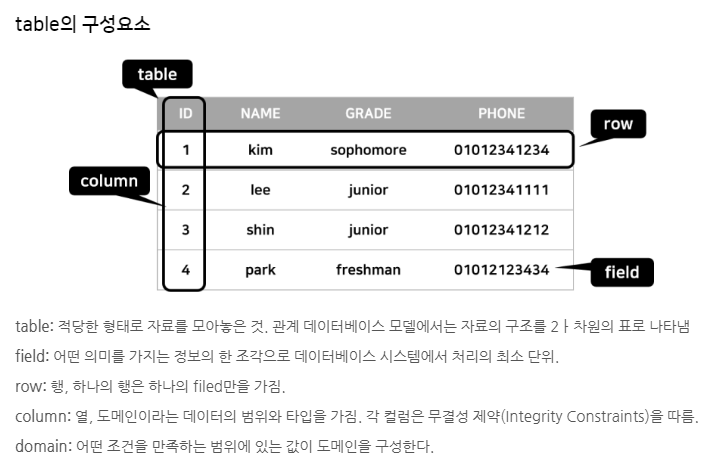 table의 구성요소
table
ID NAME GRADE PHONE
row
1 kim sophomore 01012341234
column
2 lee junior 01012341111
3 shin junior 01012341212
4 park freshman 01012123434
field
table: 적당한 형태로 자료를 모아놓은 것. 관계 데이터베이스 모델에서는 자료의 구조를 2ㅏ차원의 표로 나타냄
field: 어떤 의미를 가지는 정보의 한 조각으로 데이터베이스 시스템에서 처리의 최소 단위.
row: 행, 하나의 행은 하나의 filed만을 가짐.
column: 열, 도메인이라는 데이터의 범위와 타입을 가짐. 각 컬럼은 무결성 제약(Integrity Constraints)을 따름.
domain: 어떤 조건을 만족하는 범위에 있는 값이 도메인을 구성한다.